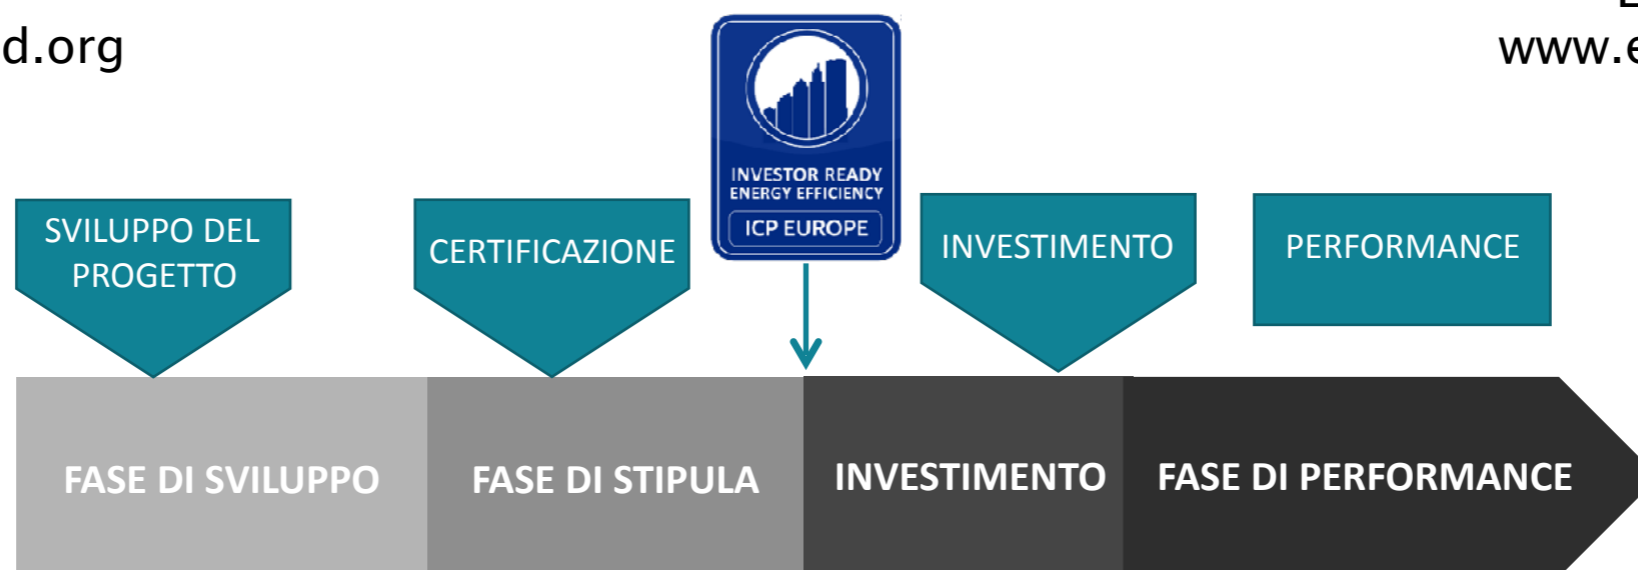 d.org
www.e
INVESTOR READY
ENERGY EFFICIENCY
ICP EUROPE
SVILUPPO DEL
PROGETTO
CERTIFICAZIONE
INVESTIMENTO
PERFORMANCE
FASE DI SVILUPPO
FASE DI STIPULA
INVESTIMENTO
FASE DI PERFORMANCE